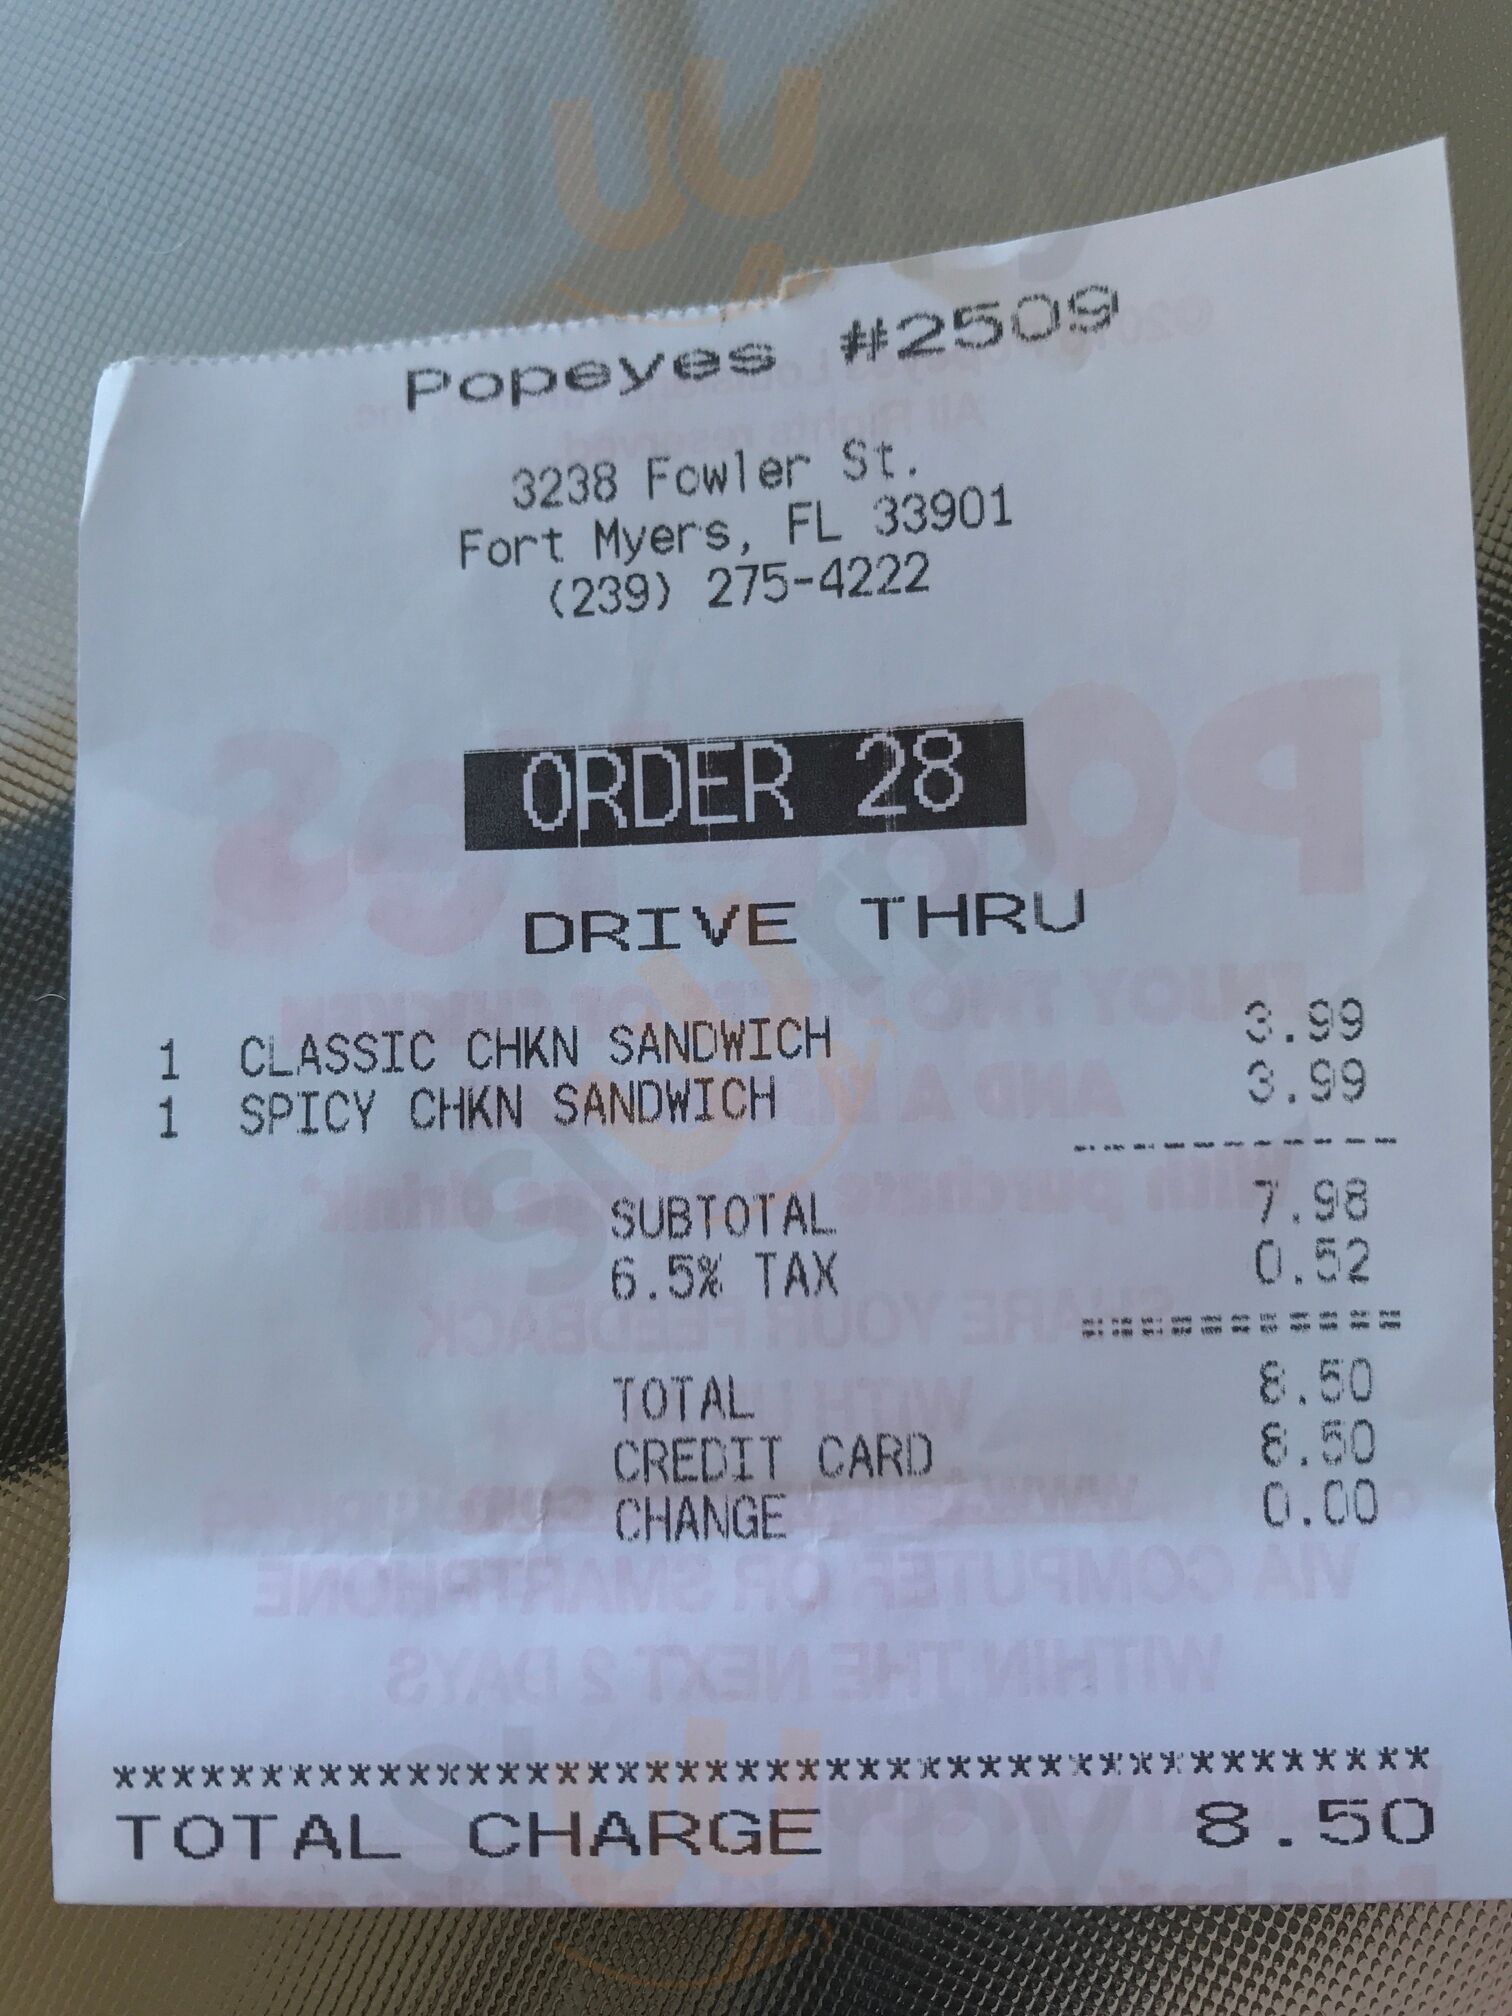 Popeyes #2509
3238 Fowler St.
Fort Myers, FL 33901
(239) 275-4222
ORDER 28
DRIVE THRU
1 CLASSIC CHKN SANDWICH 3.99
1 SPICY CHKN SANDWICH 3.99
-----------
SUBTOTAL 7.98
6.5% TAX 0.52
===========
TOTAL 8.50
CREDIT CARD 8.50
CHANGE 0.00
*********************************************
TOTAL CHARGE 8.50